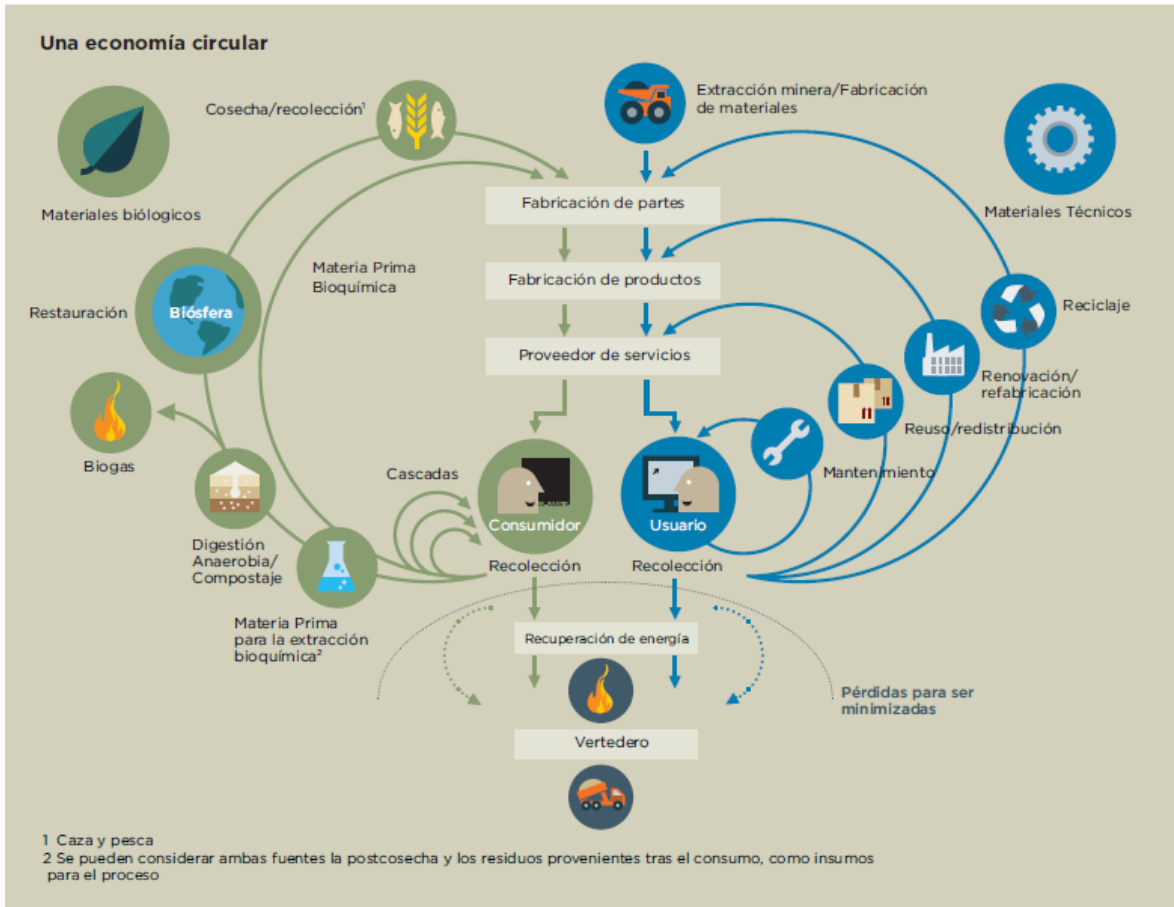 Una economía circular
Cosecha/recolección¹
Extracción minera/Fabricación
de materiales
Materiales biólogicos
Materiales Técnicos
Fabricación de partes
Materia Prima
Bioquímica
Fabricación de productos
Restauración
Biósfera
Reciclaje
Proveedor de servicios
Renovación/
refabricación
Reuso/redistribución
Biogas
Cascadas
Mantenimiento
Consumidor
Usuario
Digestión
Anaerobia/
Compostaje
Recolección
Recolección
Materia Prima
para la extracción
bioquímica²
Recuperación de energía
Pérdidas para ser
minimizadas
Vertedero
1 Caza y pesca
2 Se pueden considerar ambas fuentes la postcosecha y los residuos provenientes tras el consumo, como insumos
para el proceso